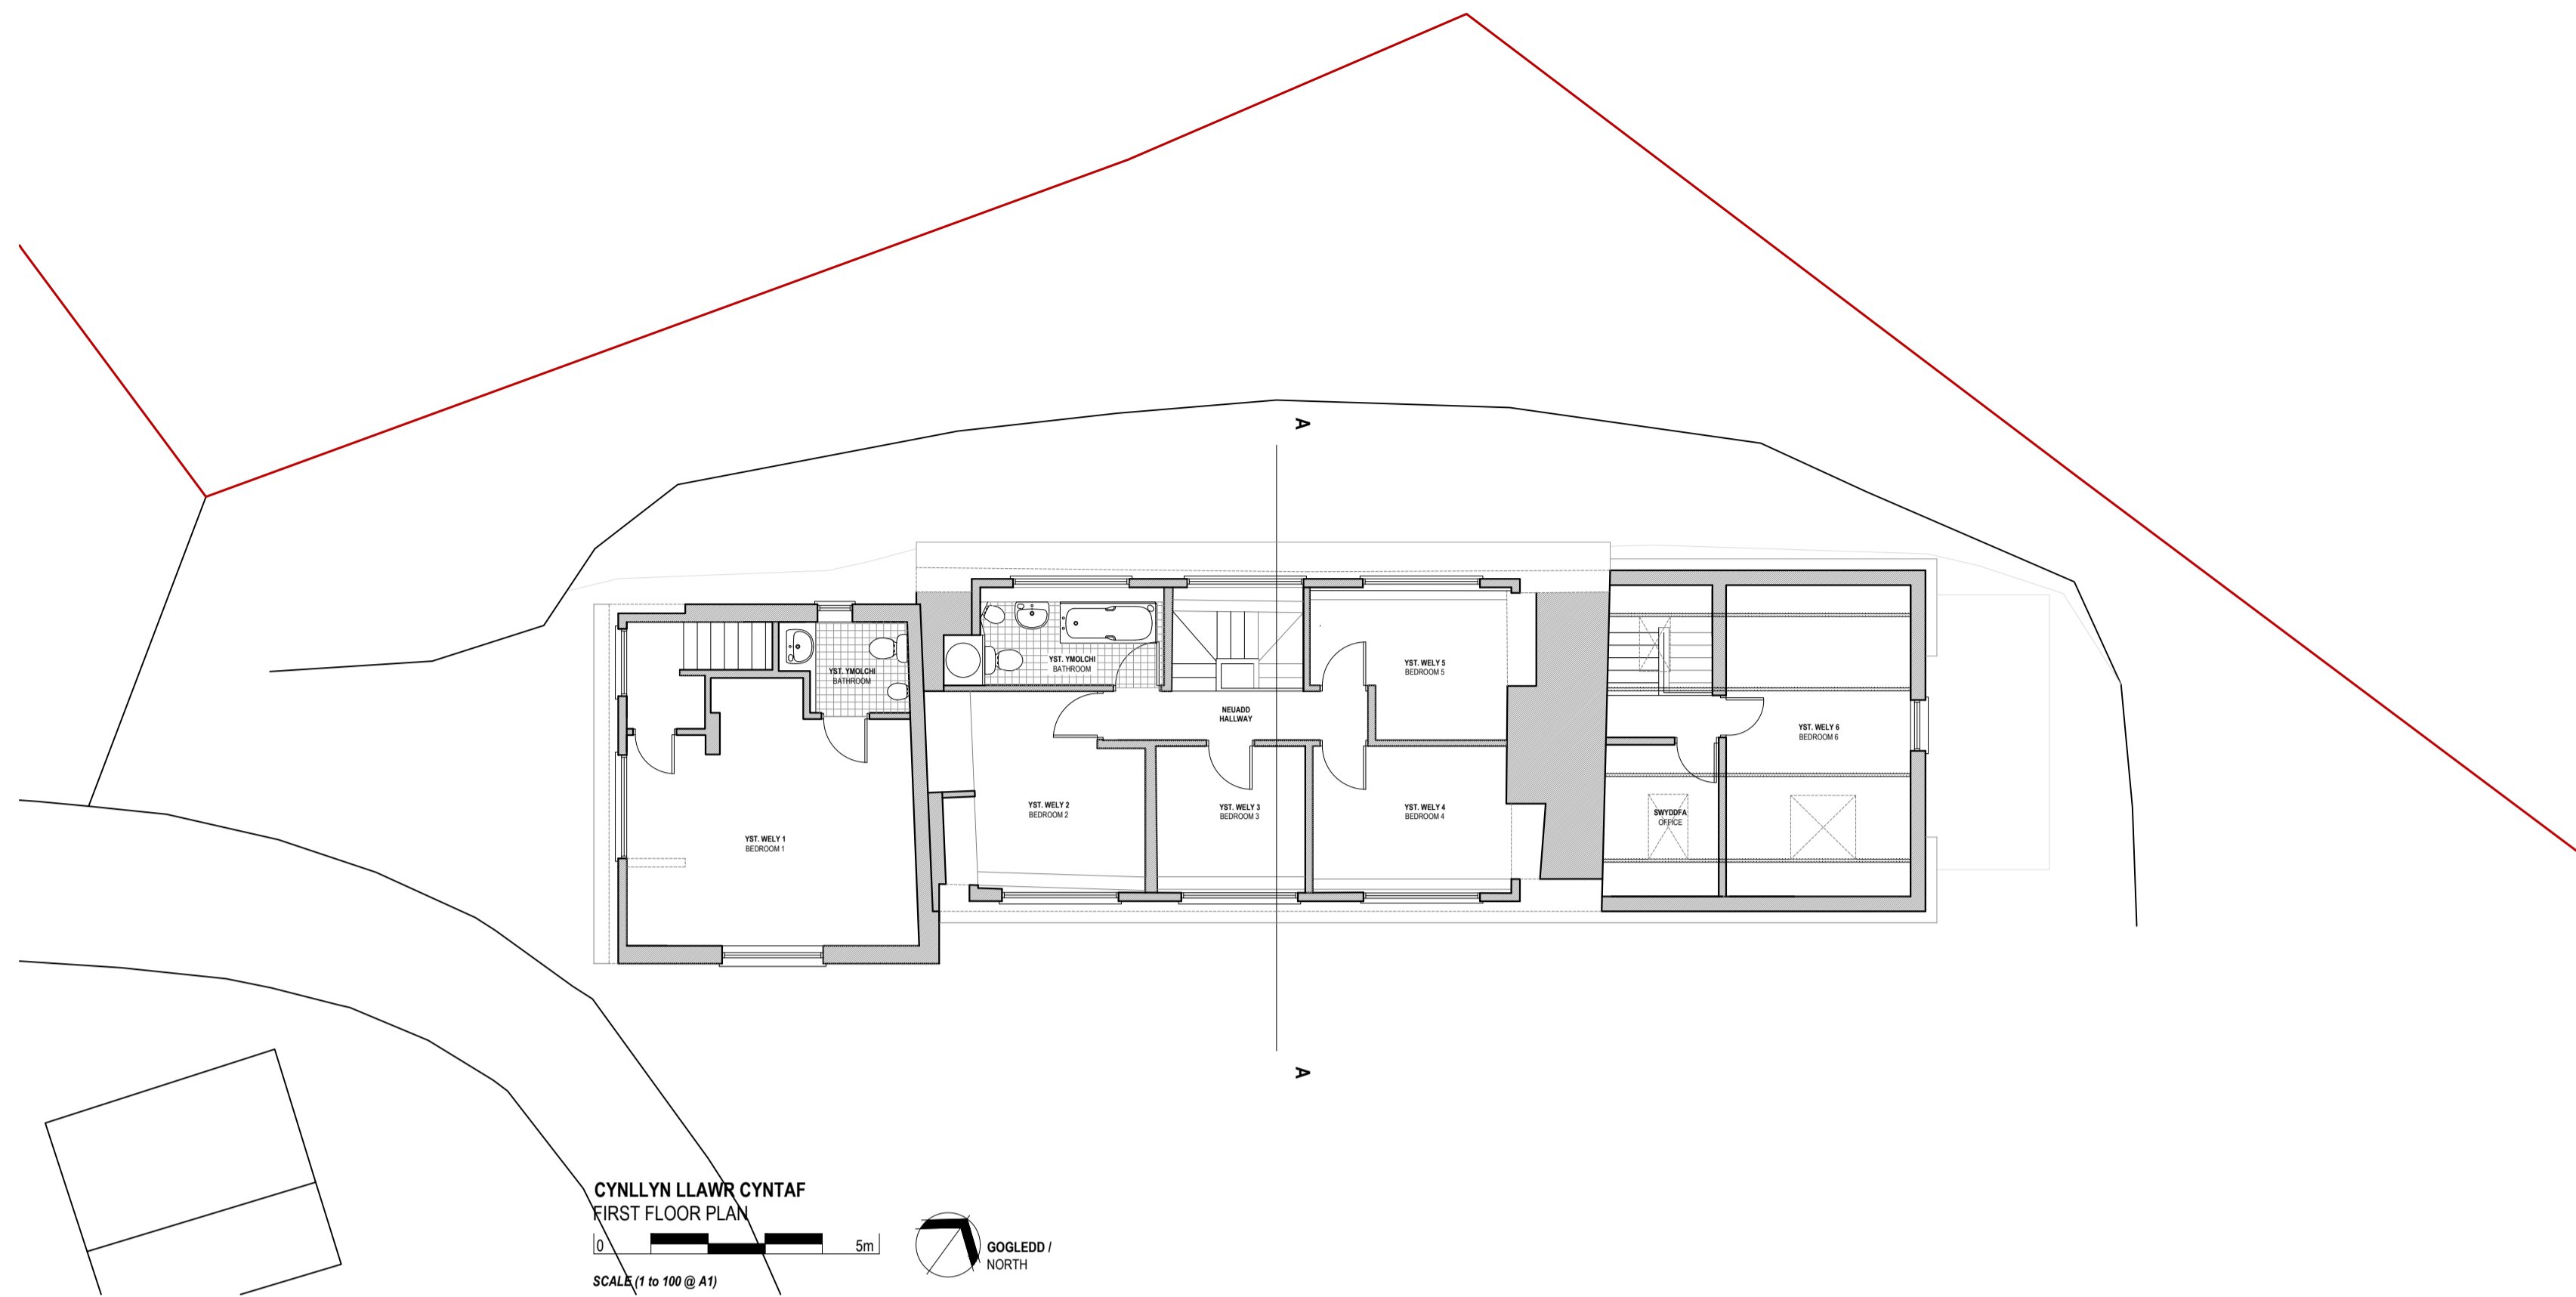 A
YST. YMOLCHI
BATHROOM
YST. YMOLCHI
BATHROOM
YST. WELY 5
BEDROOM 5
NEUADD
HALLWAY
YST. WELY 6
BEDROOM 6
YST. WELY 1
BEDROOM 1
YST. WELY 2
BEDROOM 2
YST. WELY 3
BEDROOM 3
YST. WELY 4
BEDROOM 4
SWYDDFA
OFFICE
A
CYNLLYN LLAWR CYNTAF
FIRST FLOOR PLAN
0 5m
SCALE (1 to 100 @ A1)
GOGLEDD /
NORTH